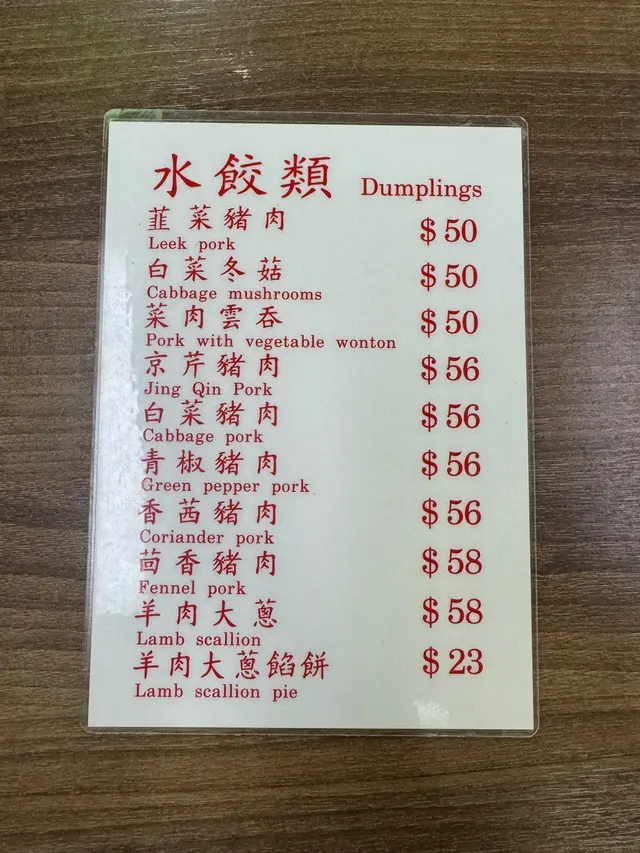 水餃類 Dumplings
韮菜豬肉 $50
Leek pork
白菜冬菇 $50
Cabbage mushrooms
菜肉雲吞 $50
Pork with vegetable wonton
京芹豬肉 $56
Jing Qin Pork
白菜豬肉 $56
Cabbage pork
青椒豬肉 $56
Green pepper pork
香茜豬肉 $56
Coriander pork
茴香豬肉 $58
Fennel pork
羊肉大蔥 $58
Lamb scallion
羊肉大蔥餡餅 $23
Lamb scallion pie